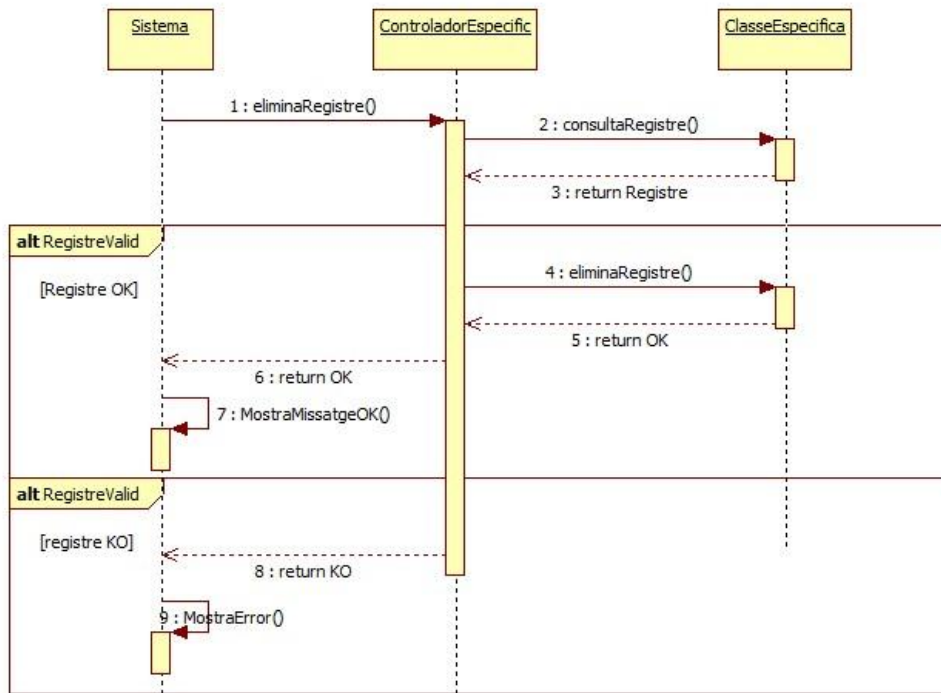 Sistema
ControladorEspecific
ClasseEspecifica
1 : eliminaRegistre()
2 : consultaRegistre()
3 : return Registre
alt RegistreValid
[Registre OK]
4 : eliminaRegistre()
5 : return OK
6 : return OK
7 : MostraMissatgeOK()
alt RegistreValid
[registre KO]
8 : return KO
9 : MostraError()